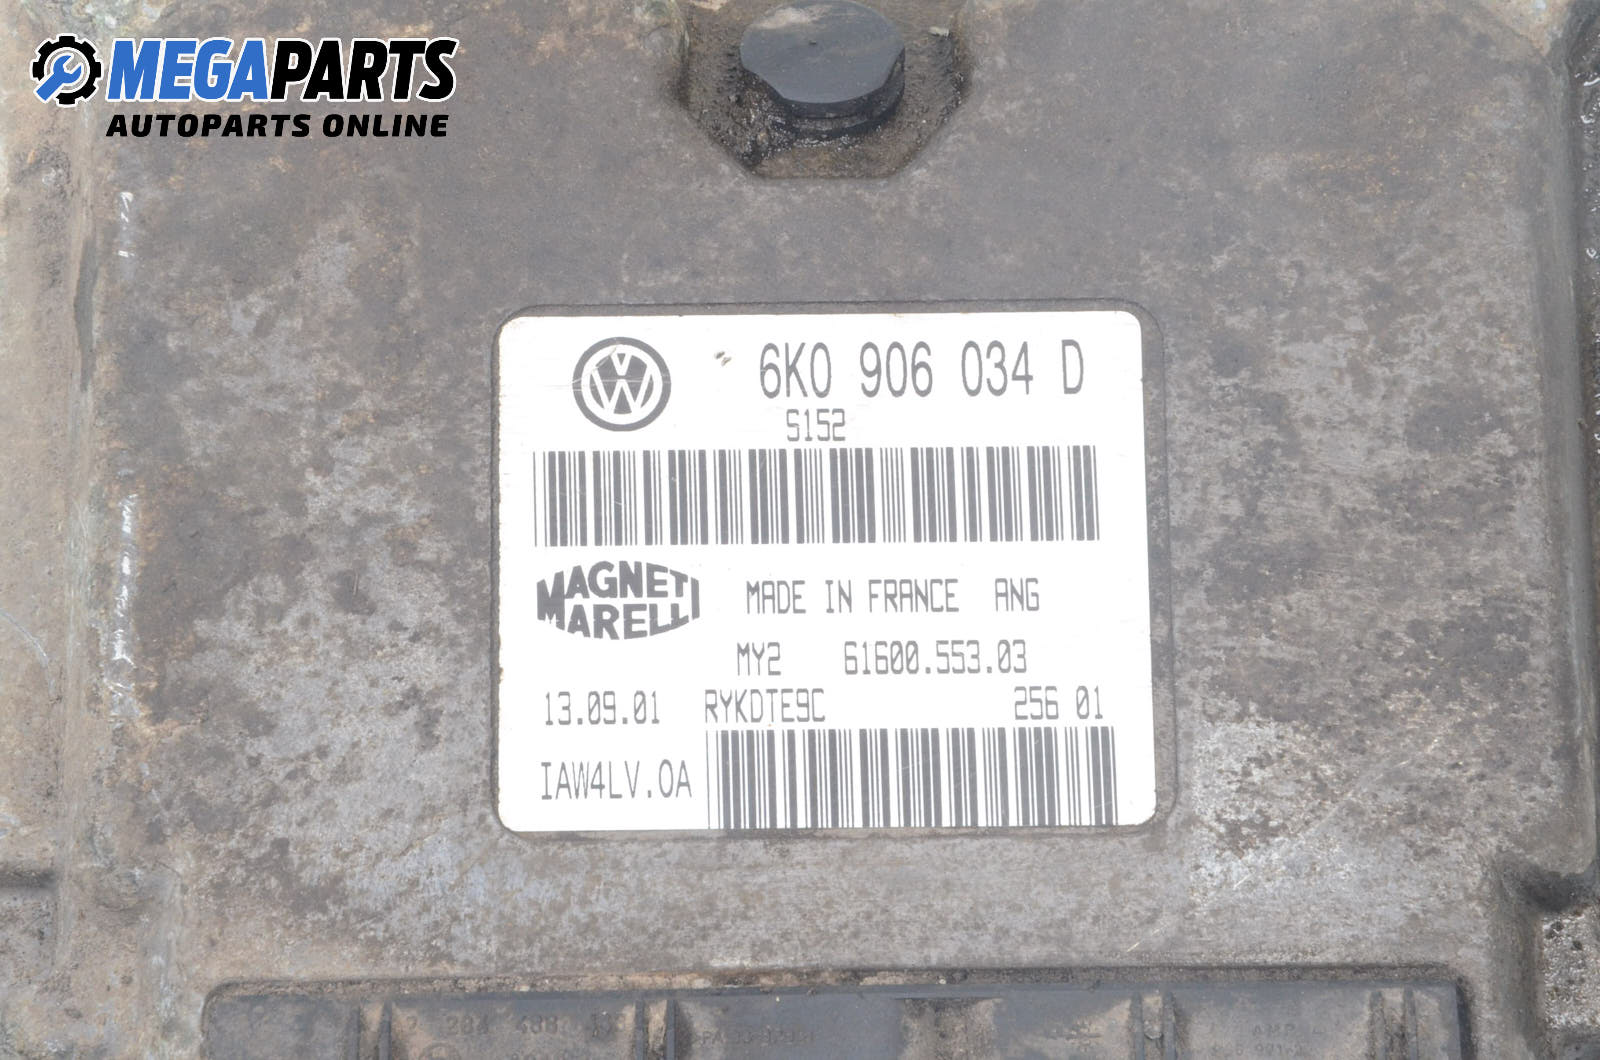 MEGAPARTS
AUTOPARTS ONLINE
6K0 906 034 D
S152
MAGNETI
MARELLI
MADE IN FRANCE ANG
MY2 61600.553.03
13.09.01 RYKDTE9C 256 01
IAW4LV.0A